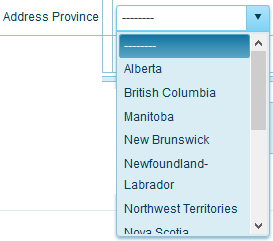 Address Province
--------
--------
Alberta
British Columbia
Manitoba
New Brunswick
Newfoundland-
Labrador
Northwest Territories
Nova Scotia